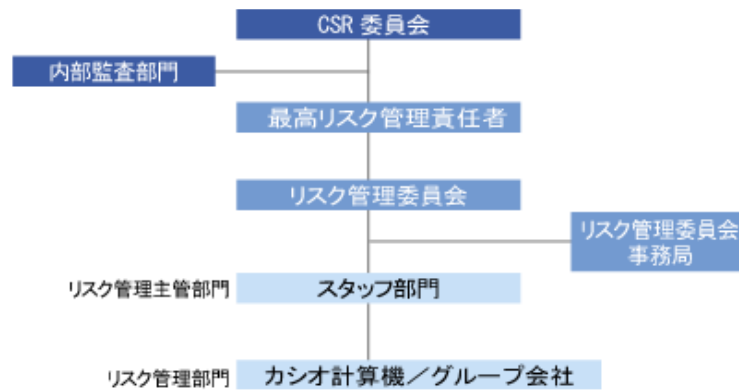 CSR 委員会
内部監査部門
最高リスク管理責任者
リスク管理委員会
リスク管理委員会
事務局
リスク管理主管部門
スタッフ部門
リスク管理部門
カシオ計算機／グループ会社